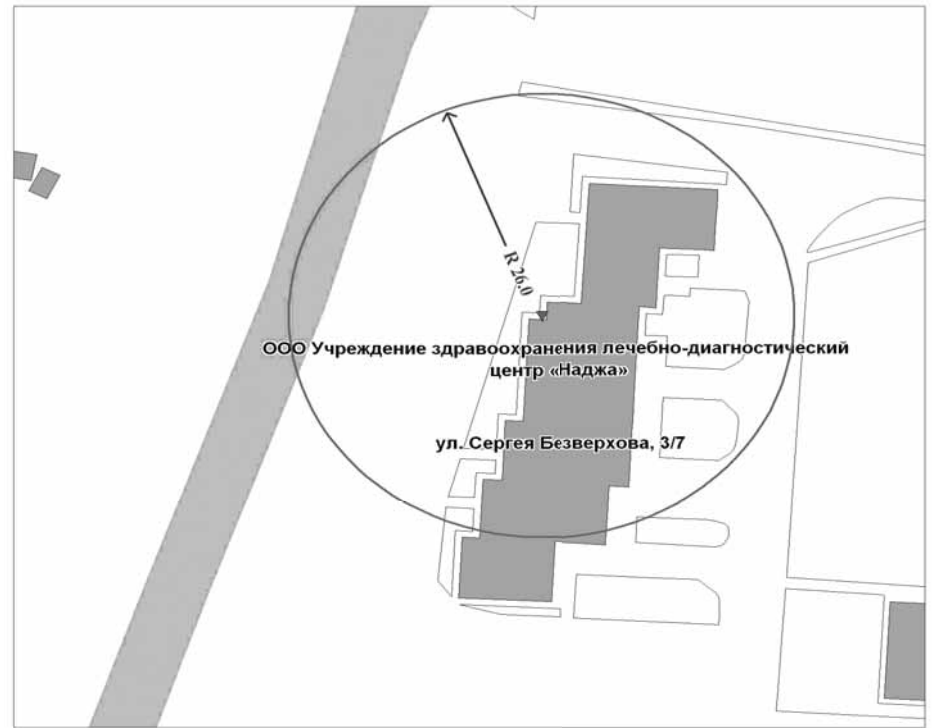 R 26.0
ООО Учреждение здравоохранения лечебно-диагностический
центр «Наджа»
ул. Сергея Безверхова, 3/7